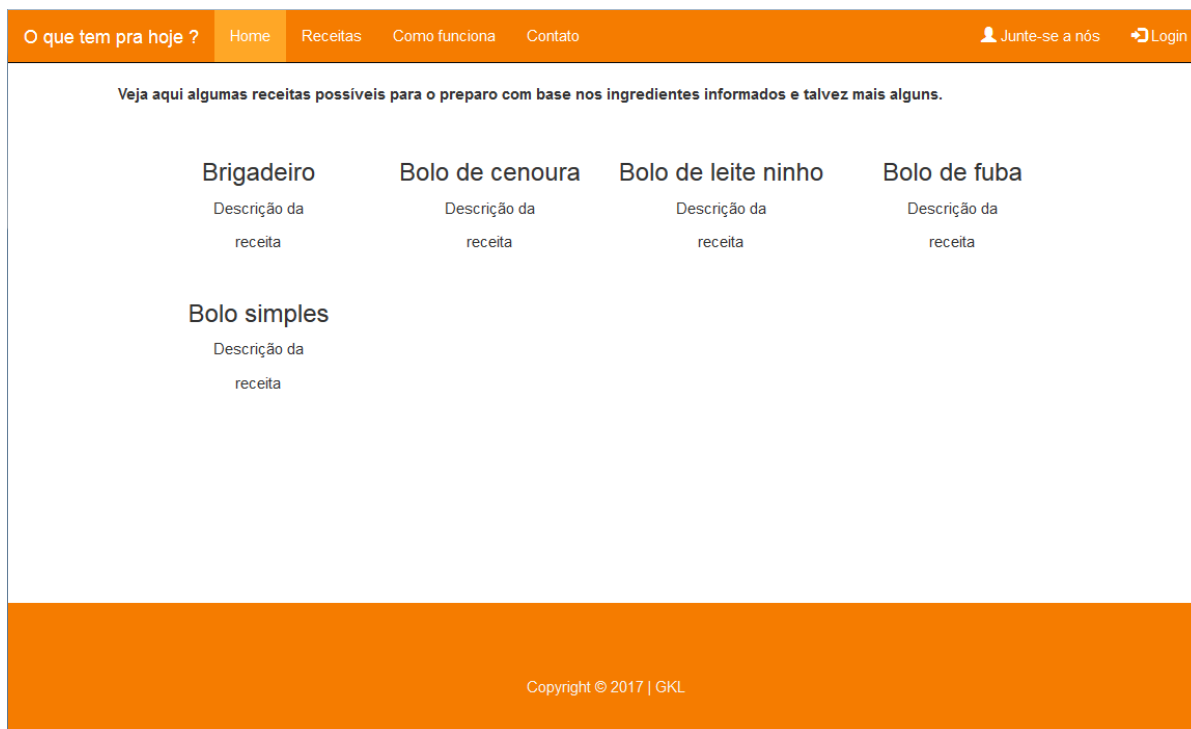 O que tem pra hoje ? Home Receitas Como funciona Contato Junte-se a nós Login
Veja aqui algumas receitas possíveis para o preparo com base nos ingredientes informados e talvez mais alguns.
Brigadeiro
Descrição da
receita
Bolo de cenoura
Descrição da
receita
Bolo de leite ninho
Descrição da
receita
Bolo de fuba
Descrição da
receita
Bolo simples
Descrição da
receita
Copyright © 2017 | GKL